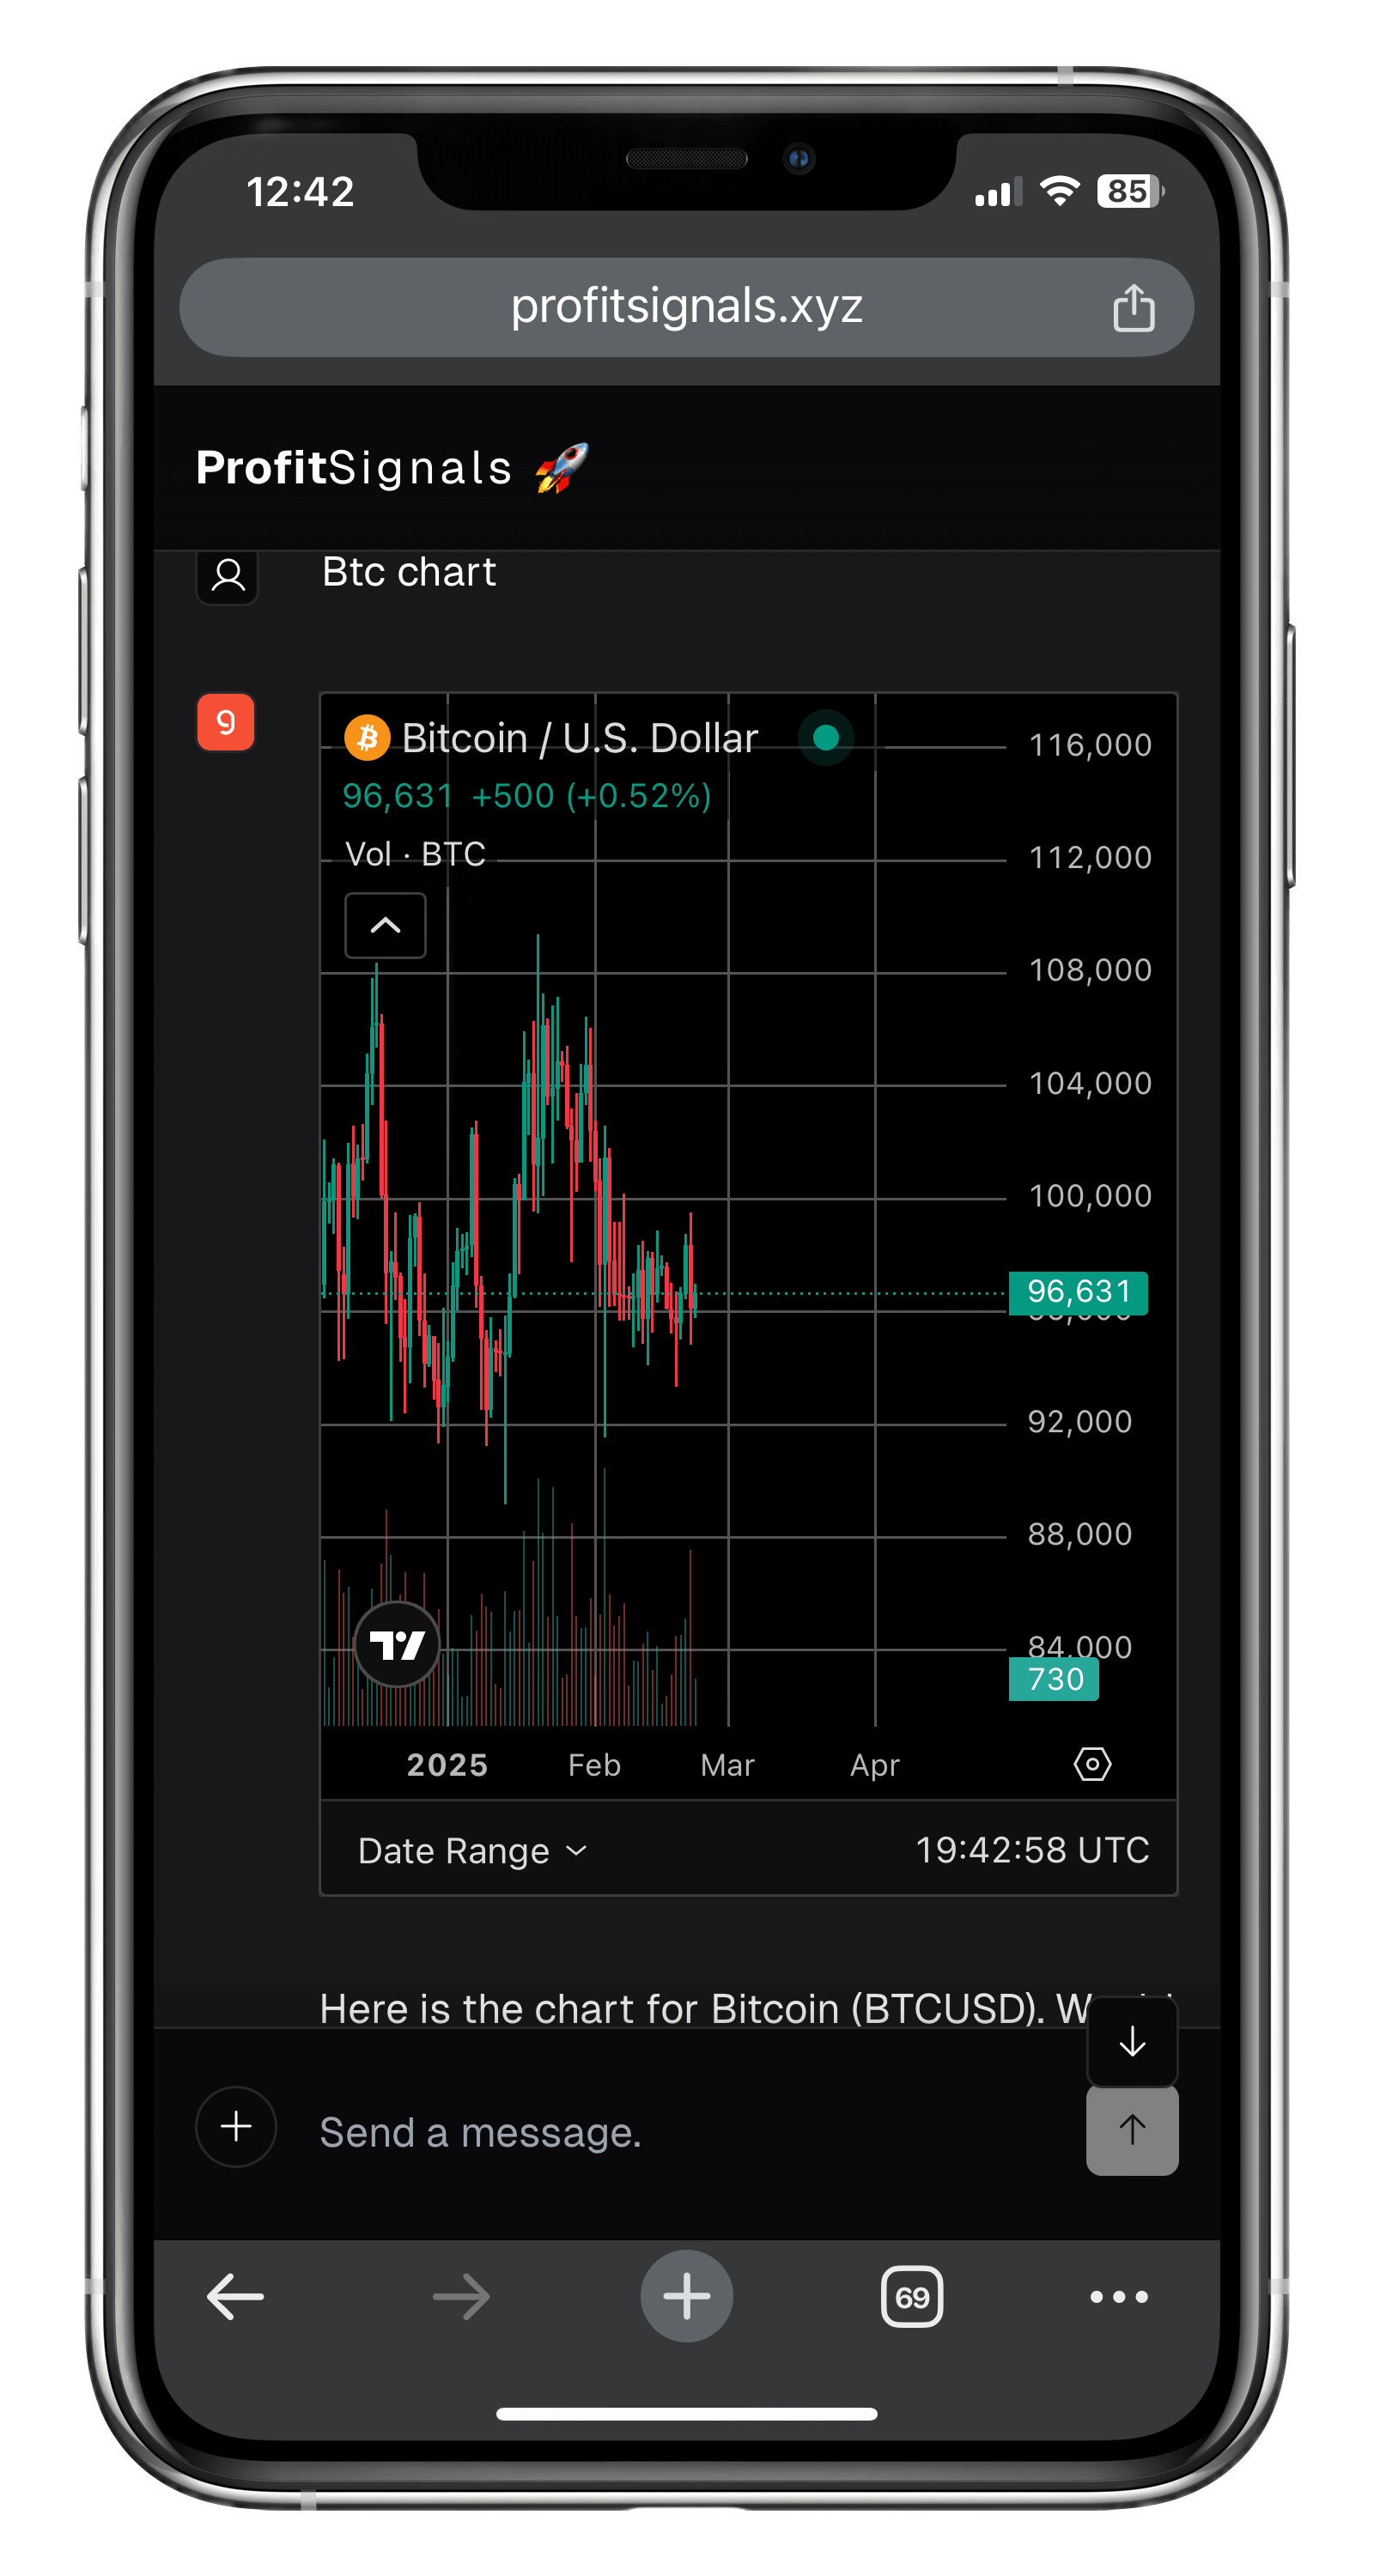 12:42
85
profitsignals.xyz
ProfitSignals 🚀
Btc chart
Bitcoin / U.S. Dollar
96,631 +500 (+0.52%)
Vol · BTC
116,000
112,000
108,000
104,000
100,000
96,631
92,000
88,000
84,000
730
2025 Feb Mar Apr
Date Range
19:42:58 UTC
Here is the chart for Bitcoin (BTCUSD).
Send a message.
69